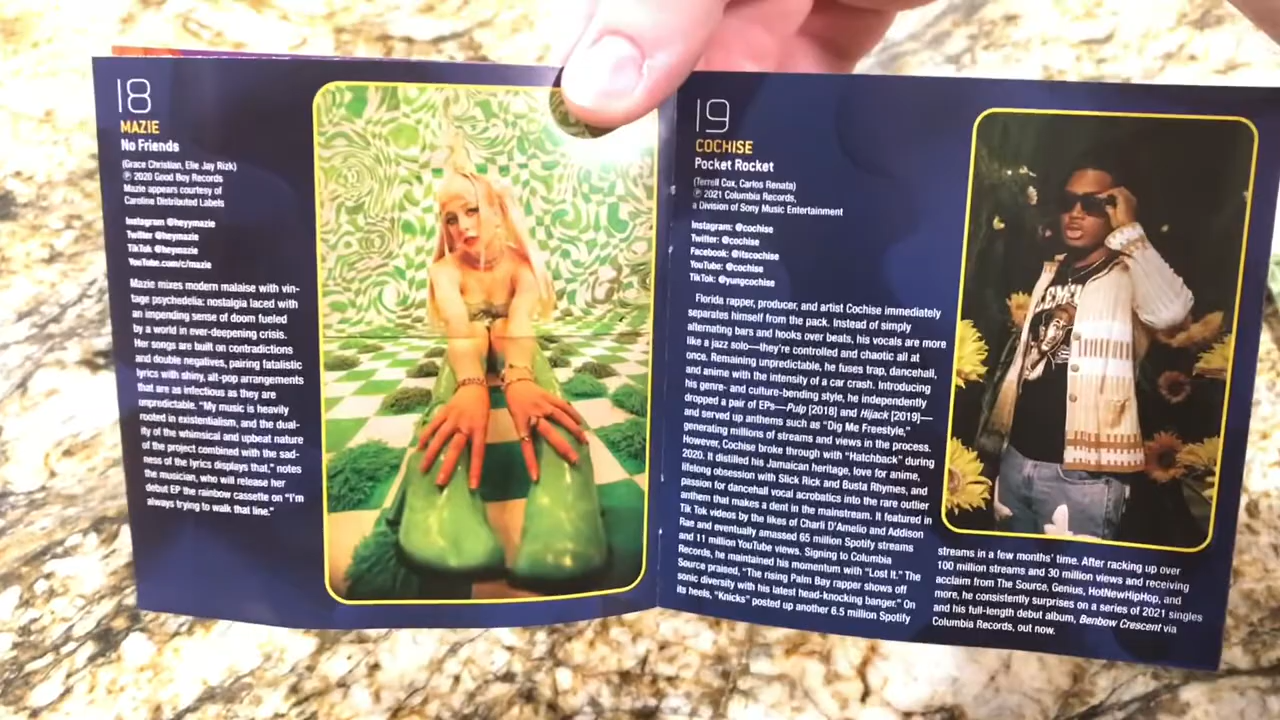 18
MAZIE
No Friends
(Grace Christian, Elie Jay Rizk)
℗ 2020 Good Boy Records
Mazie appears courtesy of
Caroline Distributed Labels
Instagram @heyymazie
Twitter @heymazie
TikTok @heymazie
YouTube.com/c/mazie
Mazie mixes modern malaise with vin-
tage psychedelia: nostalgia laced with
an impending sense of doom fueled
by a world in ever-deepening crisis.
Her songs are built on contradictions
and double negatives, pairing fatalistic
lyrics with shiny, alt-pop arrangements
that are as infectious as they are
unpredictable. "My music is heavily
rooted in existentialism, and the dual-
ity of the whimsical and upbeat nature
of the project combined with the sad-
ness of the lyrics displays that," notes
the musician, who will release her
debut EP the rainbow cassette on "I'm
always trying to walk that line."
19
COCHISE
Pocket Rocket
(Terrell Cox, Carlos Renata)
℗ 2021 Columbia Records,
a Division of Sony Music Entertainment
Instagram: @cochise
Twitter: @cochise
Facebook: @itscochise
YouTube: @cochise
TikTok: @yungcochise
Florida rapper, producer, and artist Cochise immediately
separates himself from the pack. Instead of simply
alternating bars and hooks over beats, his vocals are more
like a jazz solo—they're controlled and chaotic all at
once. Remaining unpredictable, he fuses trap, dancehall,
and anime with the intensity of a car crash. Introducing
his genre- and culture-bending style, he independently
dropped a pair of EPs—Pulp [2018] and Hijack [2019]—
and served up anthems such as "Dig Me Freestyle,"
generating millions of streams and views in the process.
However, Cochise broke through with "Hatchback" during
2020. It distilled his Jamaican heritage, love for anime,
lifelong obsession with Slick Rick and Busta Rhymes, and
passion for dancehall vocal acrobatics into the rare outlier
anthem that makes a dent in the mainstream. It featured in
Tik Tok videos by the likes of Charli D'Amelio and Addison
Rae and eventually amassed 65 million Spotify streams
and 11 million YouTube views. Signing to Columbia
Records, he maintained his momentum with "Lost It." The
Source praised, "The rising Palm Bay rapper shows off
sonic diversity with his latest head-knocking banger." On
its heels, "Knicks" posted up another 6.5 million Spotify
streams in a few months' time. After racking up over
100 million streams and 30 million views and receiving
acclaim from The Source, Genius, HotNewHipHop, and
more, he consistently surprises on a series of 2021 singles
and his full-length debut album, Benbow Crescent via
Columbia Records, out now.